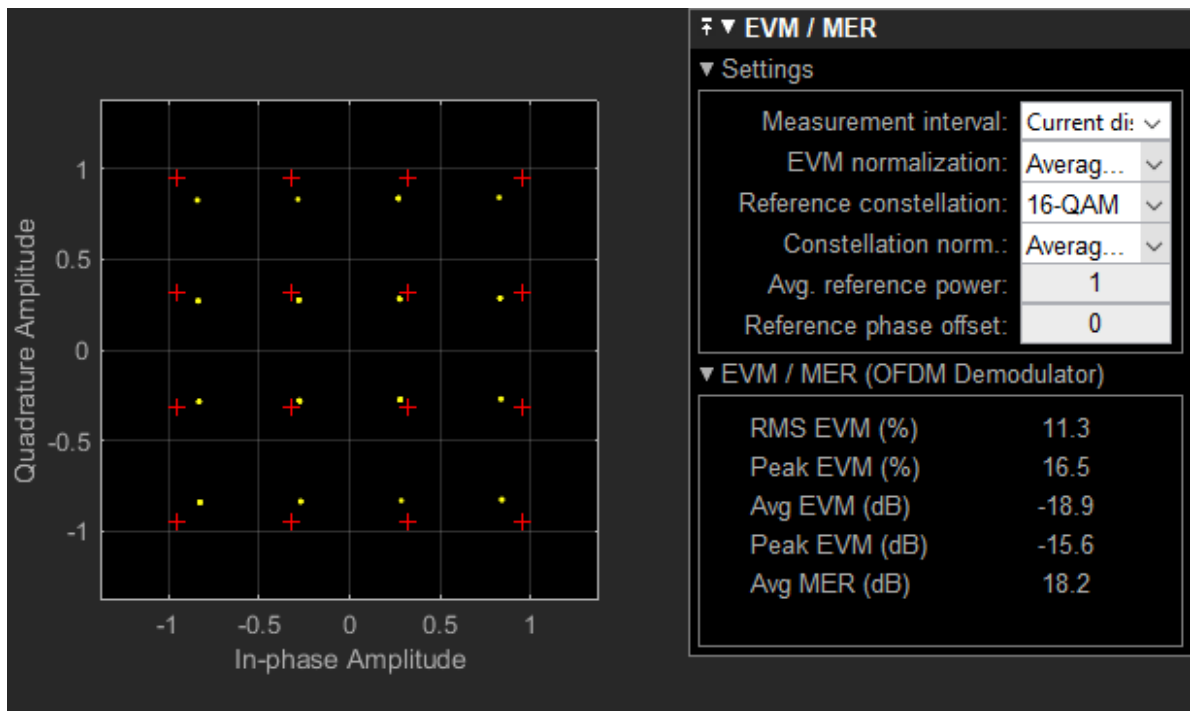 EVM / MER
Settings
Measurement interval: Current di:
EVM normalization: Averag...
Reference constellation: 16-QAM
Constellation norm.: Averag...
Avg. reference power: 1
Reference phase offset: 0
EVM / MER (OFDM Demodulator)
RMS EVM (%) 11.3
Peak EVM (%) 16.5
Avg EVM (dB) -18.9
Peak EVM (dB) -15.6
Avg MER (dB) 18.2
Quadrature Amplitude
1
0.5
0
-0.5
-1
-1 -0.5 0 0.5 1
In-phase Amplitude